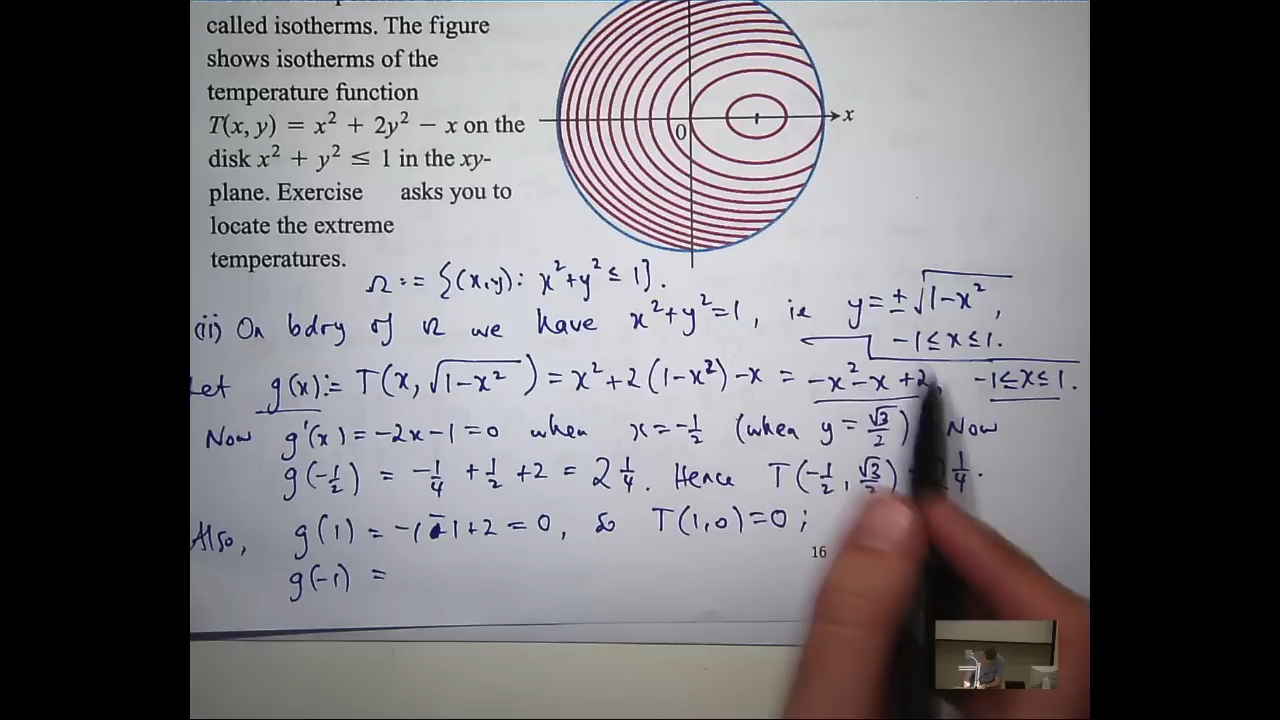 called isotherms. The figure
shows isotherms of the
temperature function
T(x, y) = x² + 2y² − x on the
disk x² + y² ≤ 1 in the xy-
plane. Exercise asks you to
locate the extreme
temperatures.
0
x
Ω := {(x,y): x²+y² ≤ 1}.
(ii) On bdry of Ω we have x²+y²=1, ie y=±√(1−x²),
−1≤x≤1.
Let g(x):= T(x, √(1−x²)) = x²+2(1−x²)−x = −x²−x+2, −1≤x≤1.
Now g'(x)=−2x−1=0 when x=−1/2 (when y=√3/2) Now
g(−1/2) = −1/4 + 1/2 +2 = 2 1/4. Hence T(−1/2, √3/2) 2 1/4.
Also, g(1) = −1−1+2 = 0, so T(1,0)=0;
g(−1) =
16